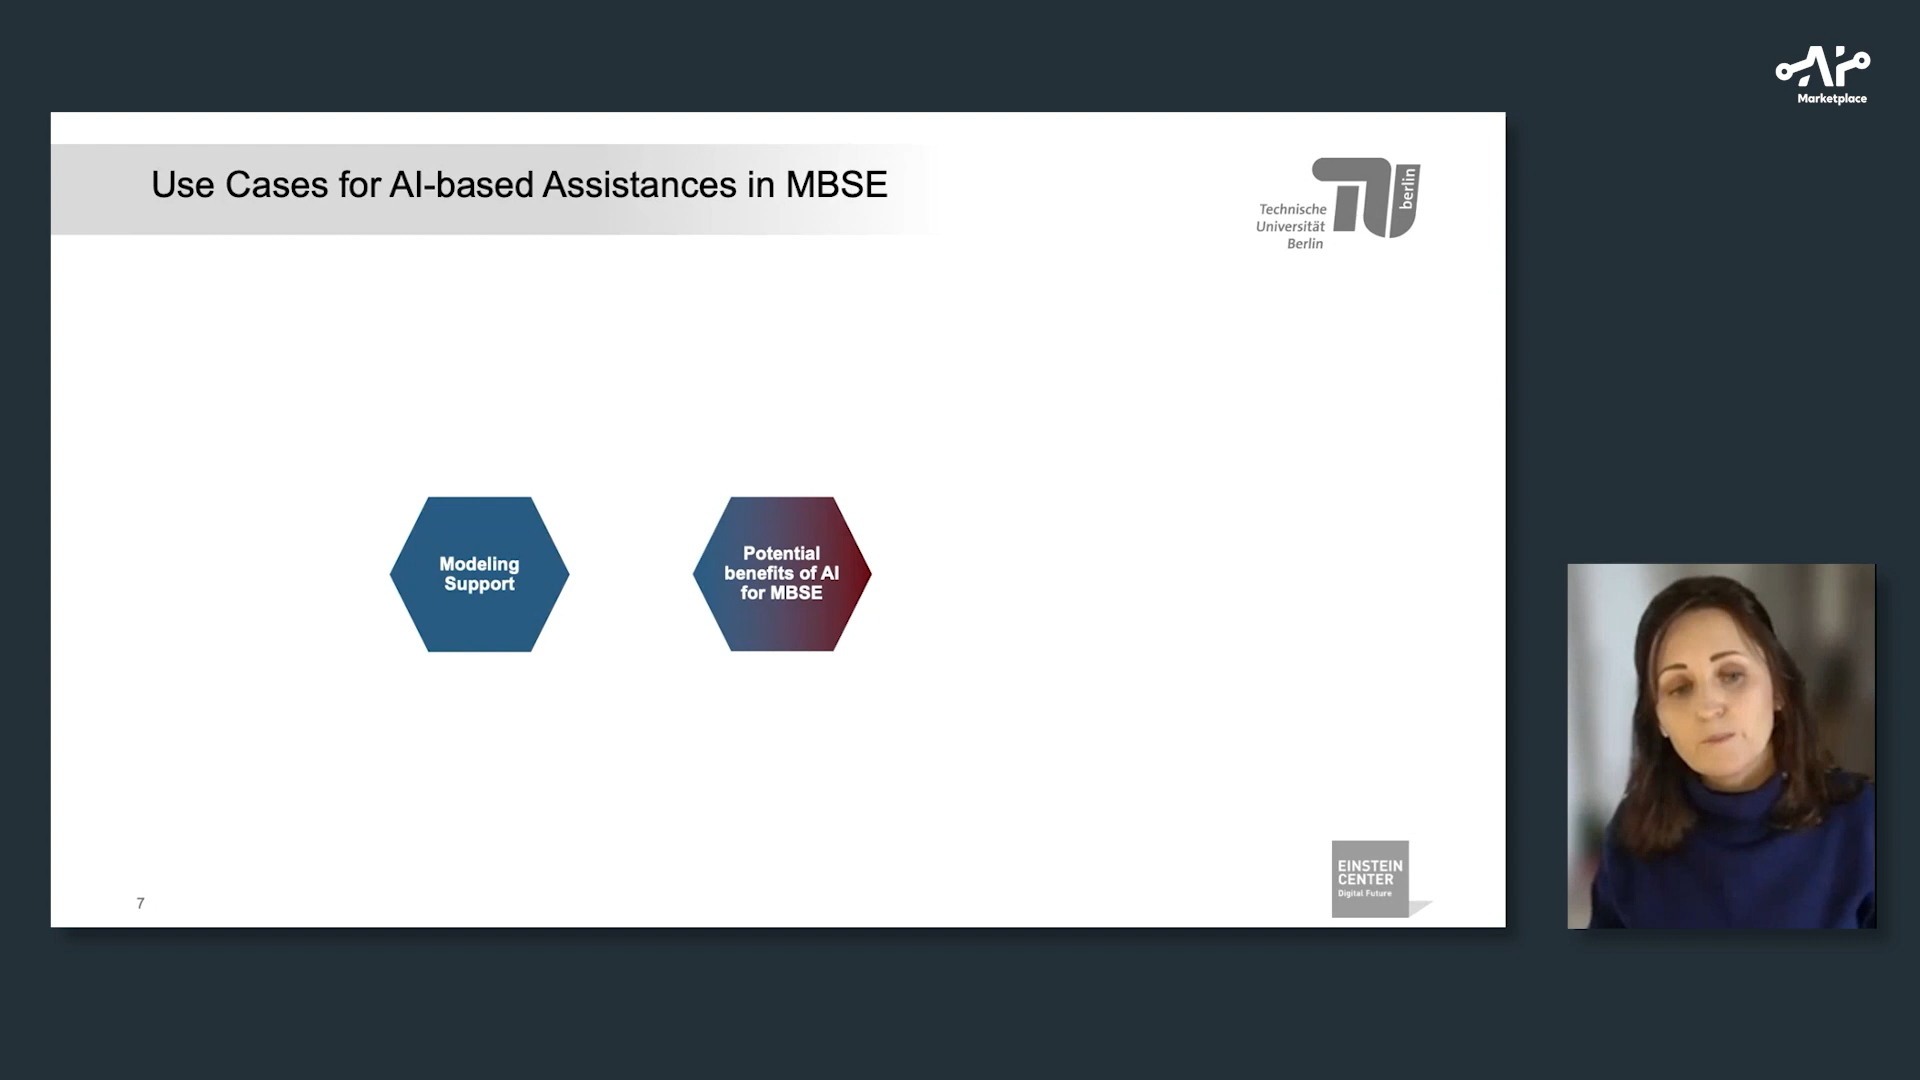 AI
Marketplace
Use Cases for AI-based Assistances in MBSE
Technische
Universität
Berlin
berlin
Modeling
Support
Potential
benefits of AI
for MBSE
7
EINSTEIN
CENTER
Digital Future